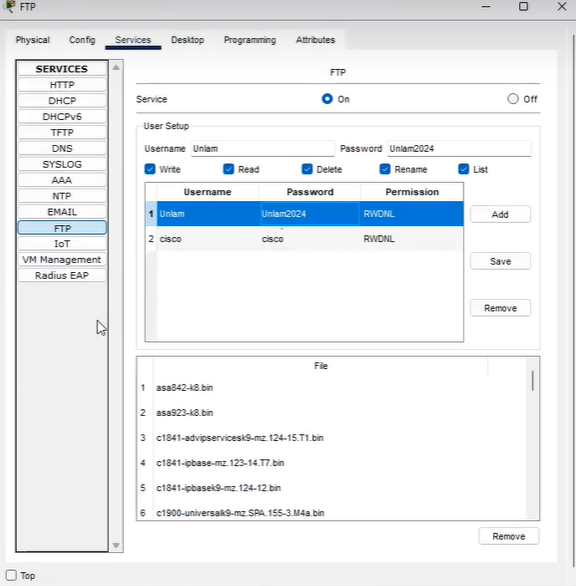 FTP
Physical Config Services Desktop Programming Attributes
SERVICES
HTTP
DHCP
DHCPv6
TFTP
DNS
SYSLOG
AAA
NTP
EMAIL
FTP
IoT
VM Management
Radius EAP
FTP
Service On Off
User Setup
Username Unlam Password Unlam2024
Write Read Delete Rename List
Username Password Permission
1 Unlam Unlam2024 RWDNL
2 cisco cisco RWDNL
Add
Save
Remove
File
1 asa842-k8.bin
2 asa923-k8.bin
3 c1841-advipservicesk9-mz.124-15.T1.bin
4 c1841-ipbase-mz.123-14.T7.bin
5 c1841-ipbasek9-mz.124-12.bin
6 c1900-universalk9-mz.SPA.155-3.M4a.bin
Remove
Top